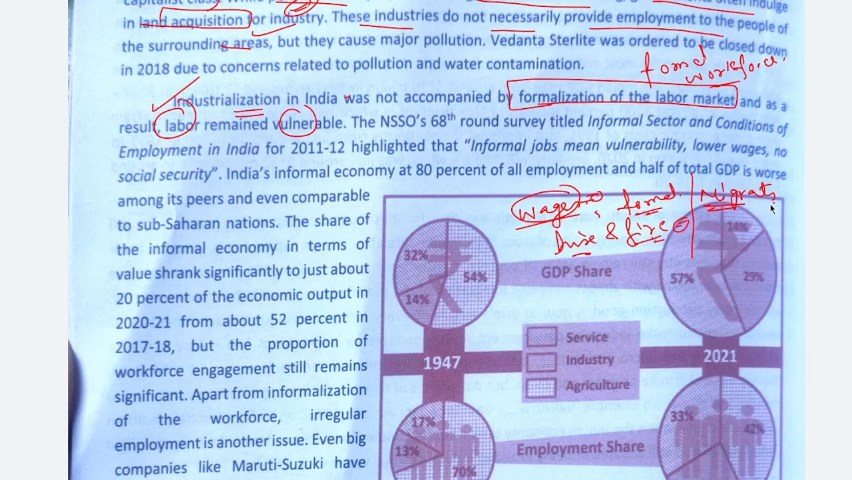 indulge
in land acquisition for industry. These industries do not necessarily provide employment to the people of
the surrounding areas, but they cause major pollution. Vedanta Sterlite was ordered to be closed down
in 2018 due to concerns related to pollution and water contamination.
formal
workforce.
Industrialization in India was not accompanied by formalization of the labor market and as a
result, labor remained vulnerable. The NSSO's 68th round survey titled Informal Sector and Conditions of
Employment in India for 2011-12 highlighted that “Informal jobs mean vulnerability, lower wages, no
social security”. India's informal economy at 80 percent of all employment and half of total GDP is worse
among its peers and even comparable
to sub-Saharan nations. The share of
the informal economy in terms of
value shrank significantly to just about
20 percent of the economic output in
2020-21 from about 52 percent in
2017-18, but the proportion of
workforce engagement still remains
significant. Apart from informalization
of the workforce, irregular
employment is another issue. Even big
companies like Maruti-Suzuki have
wages formal
hire & fire
Migrats
32%
54%
14%
GDP Share
14%
57%
29%
1947
Service
Industry
Agriculture
2021
17%
13%
70%
Employment Share
33%
42%